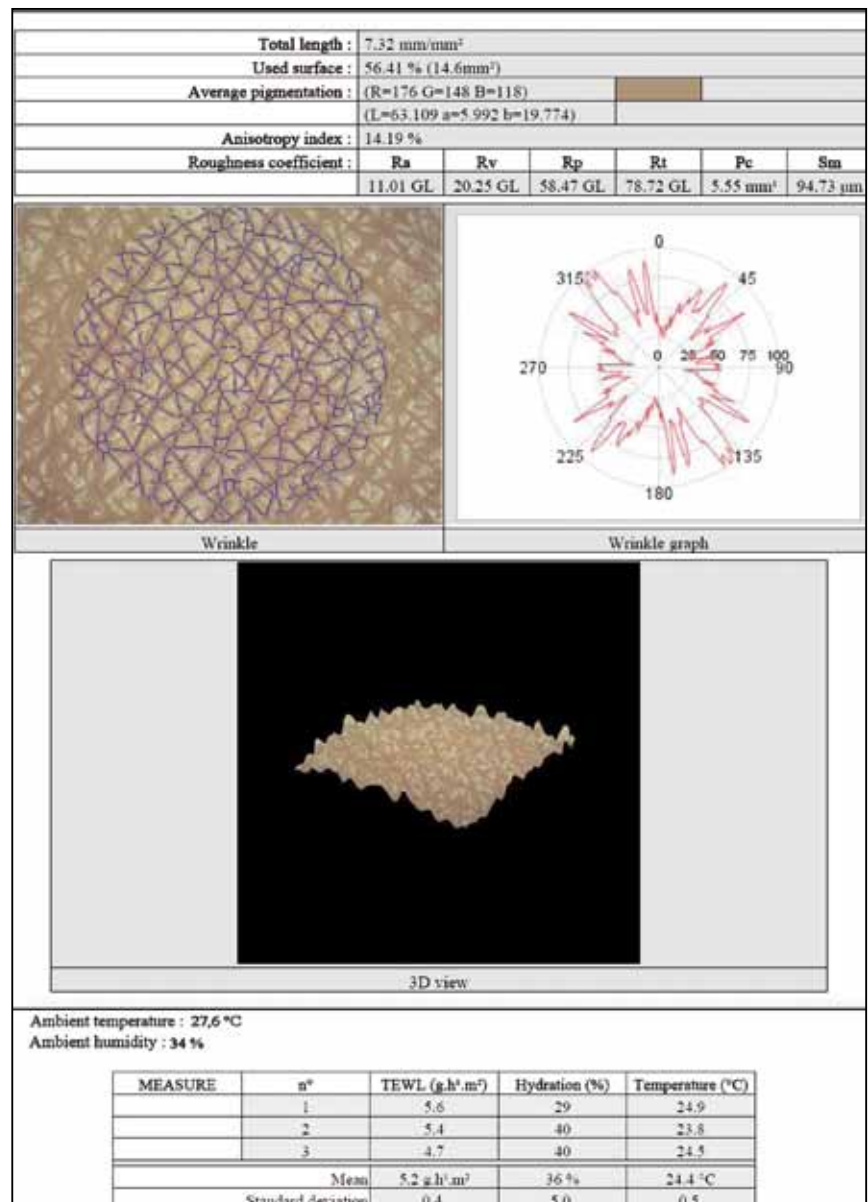 Total length : 7.32 mm/mm²
Used surface : 56.41 % (14.6mm²)
Average pigmentation : (R=176 G=148 B=118)
(L=63.109 a=5.992 b=19.774)
Anisotropy index : 14.19 %
Roughness coefficient : Ra Rv Rp Rt Pc Sm
11.01 GL 20.25 GL 58.47 GL 78.72 GL 5.55 mm¹ 94.73 µm
0
315 45
270 0 25 50 75 100 90
225 135
180
Wrinkle Wrinkle graph
3D view
Ambient temperature : 27,6 °C
Ambient humidity : 34 %
MEASURE n° TEWL (g.h¹.m²) Hydration (%) Temperature (°C)
1 5.6 29 24.9
2 5.4 40 23.8
3 4.7 40 24.5
Mean 5.2 g.h¹.m² 36 % 24.4 °C
Standard deviation 0.4 5.0 0.5